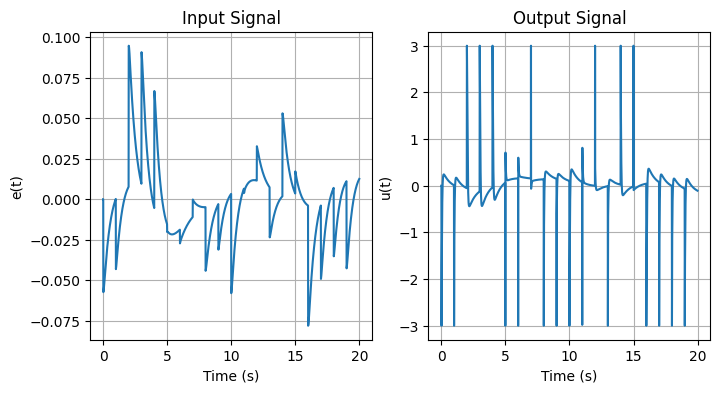 Input Signal
e(t)
0.100
0.075
0.050
0.025
0.000
−0.025
−0.050
−0.075
0 5 10 15 20
Time (s)
Output Signal
u(t)
3
2
1
0
−1
−2
−3
0 5 10 15 20
Time (s)